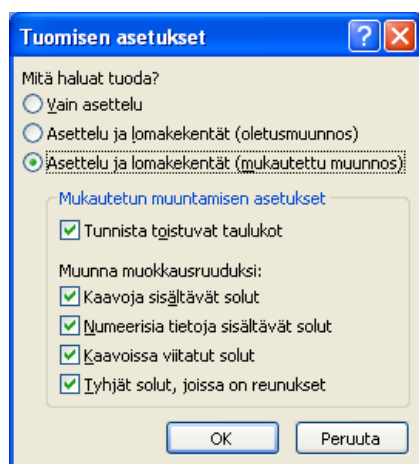 Tuomisen asetukset
Mitä haluat tuoda?
Vain asettelu
Asettelu ja lomakekentät (oletusmuunnos)
Asettelu ja lomakekentät (mukautettu muunnos)
Mukautetun muuntamisen asetukset
Tunnista toistuvat taulukot
Muunna muokkausruuduksi:
Kaavoja sisältävät solut
Numeerisia tietoja sisältävät solut
Kaavoissa viitatut solut
Tyhjät solut, joissa on reunukset
OK Peruuta